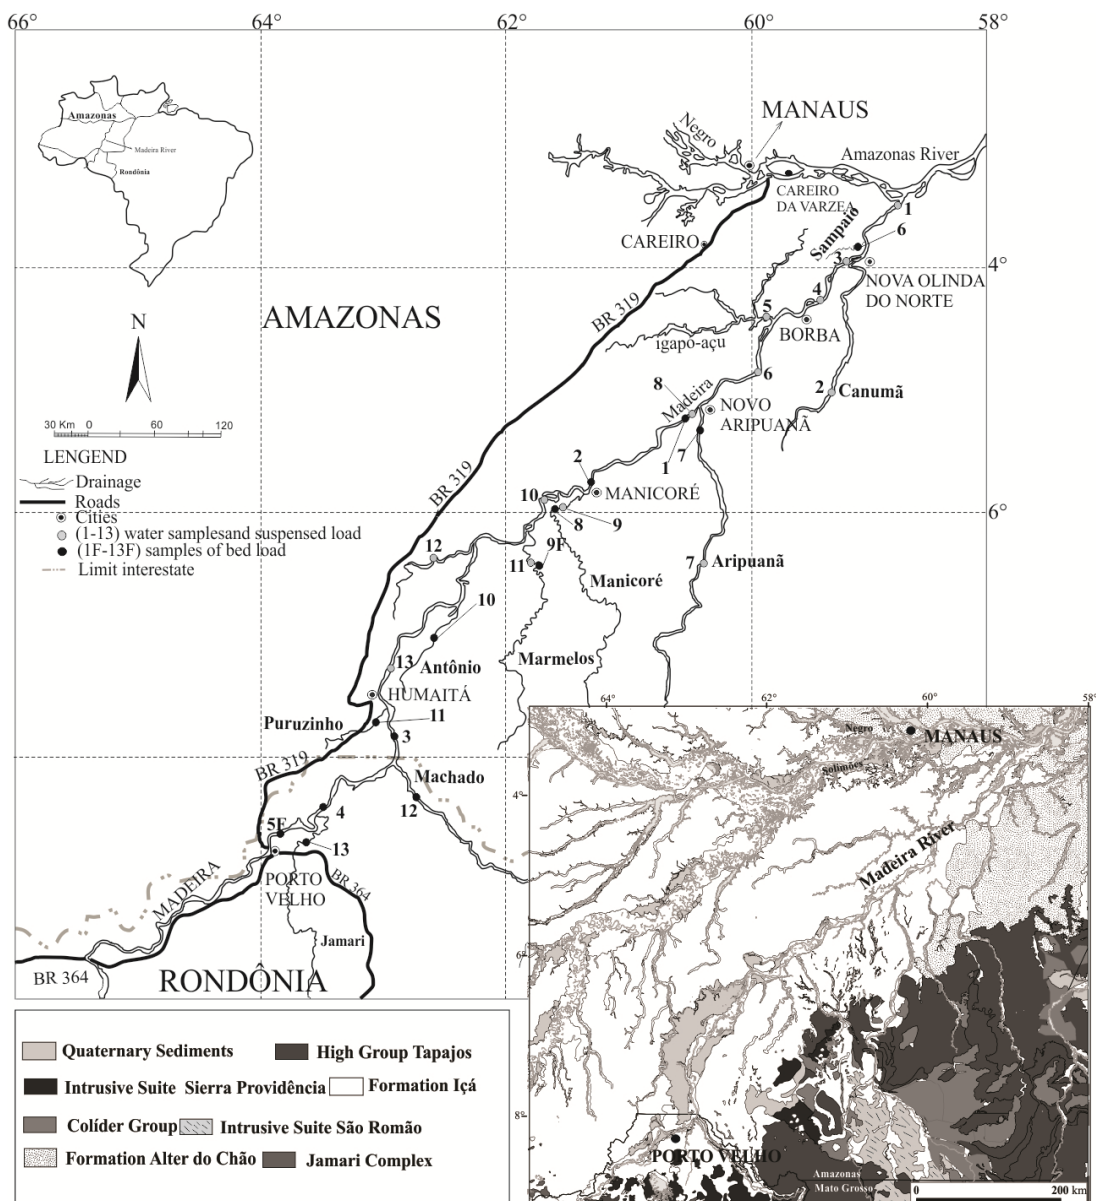 66°
64°
62°
60°
58°
Amazonas
Madeira River
Rondônia
Negro
MANAUS
Amazonas River
CAREIRO
DA VARZEA
1
Sampaio
6
CAREIRO
3
4°
NOVA OLINDA
DO NORTE
N
AMAZONAS
BR 319
4
5
BORBA
igapó-açu
6
2
Canumã
8
Madeira
NOVO
ARIPUANÃ
30 Km 0 60 120
1
7
LENGEND
Drainage
Roads
Cities
(1-13) water samplesand suspensed load
(1F-13F) samples of bed load
Limit interestate
BR 319
2
MANICORÉ
10
6°
8
9
12
9F
11
Manicoré
7
Aripuanã
10
13
Antônio
Marmelos
HUMAITÁ
Puruzinho
11
3
BR 319
Machado
12
4
5F
13
MADEIRA
PORTO
VELHO
BR 364
Jamari
BR 364
RONDÔNIA
64°
62°
60°
58°
Negro
MANAUS
Solimões
4°
Madeira River
6°
8°
PORTO VELHO
Amazonas
Mato Grosso
0 200 km
Quaternary Sediments
High Group Tapajos
Intrusive Suite Sierra Providência
Formation Içá
Colíder Group
Intrusive Suite São Romão
Formation Alter do Chão
Jamari Complex